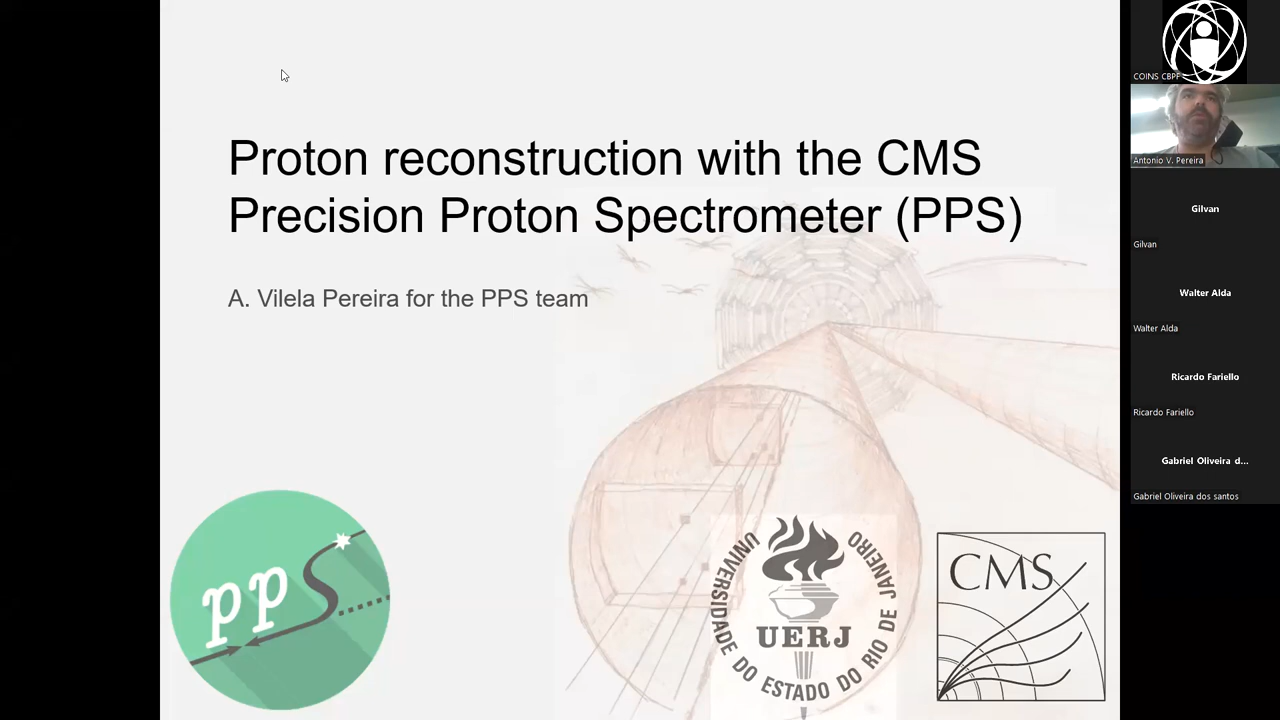 Proton reconstruction with the CMS
Precision Proton Spectrometer (PPS)
A. Vilela Pereira for the PPS team
ppS
UNIVERSIDADE DO ESTADO DO RIO DE JANEIRO
UERJ
CMS
COINS CBPF
Antonio V. Pereira
Gilvan
Gilvan
Walter Alda
Walter Alda
Ricardo Fariello
Ricardo Fariello
Gabriel Oliveira d...
Gabriel Oliveira dos santos